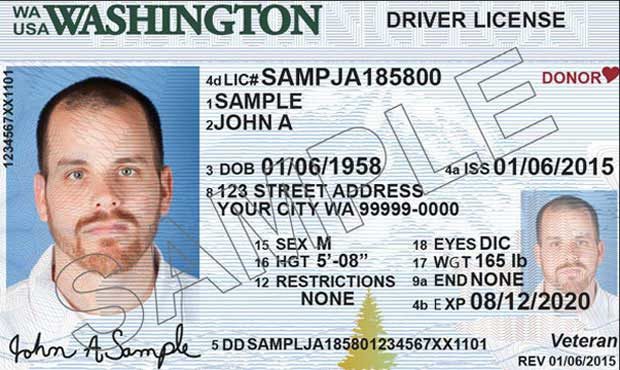 WA USA WASHINGTON DRIVER LICENSE
4d LIC# SAMPJA185800 DONOR
1 SAMPLE
2 JOHN A
3 DOB 01/06/1958 4a ISS 01/06/2015
8 123 STREET ADDRESS
YOUR CITY WA 99999-0000
15 SEX M 18 EYES DIC
16 HGT 5'-08" 17 WGT 165 lb
12 RESTRICTIONS 9a END NONE
NONE 4b EXP 08/12/2020
5 DD SAMPLJA185801234567XX1101 Veteran
REV 01/06/2015
1234567XX1101
John A Sample
SAMPLE